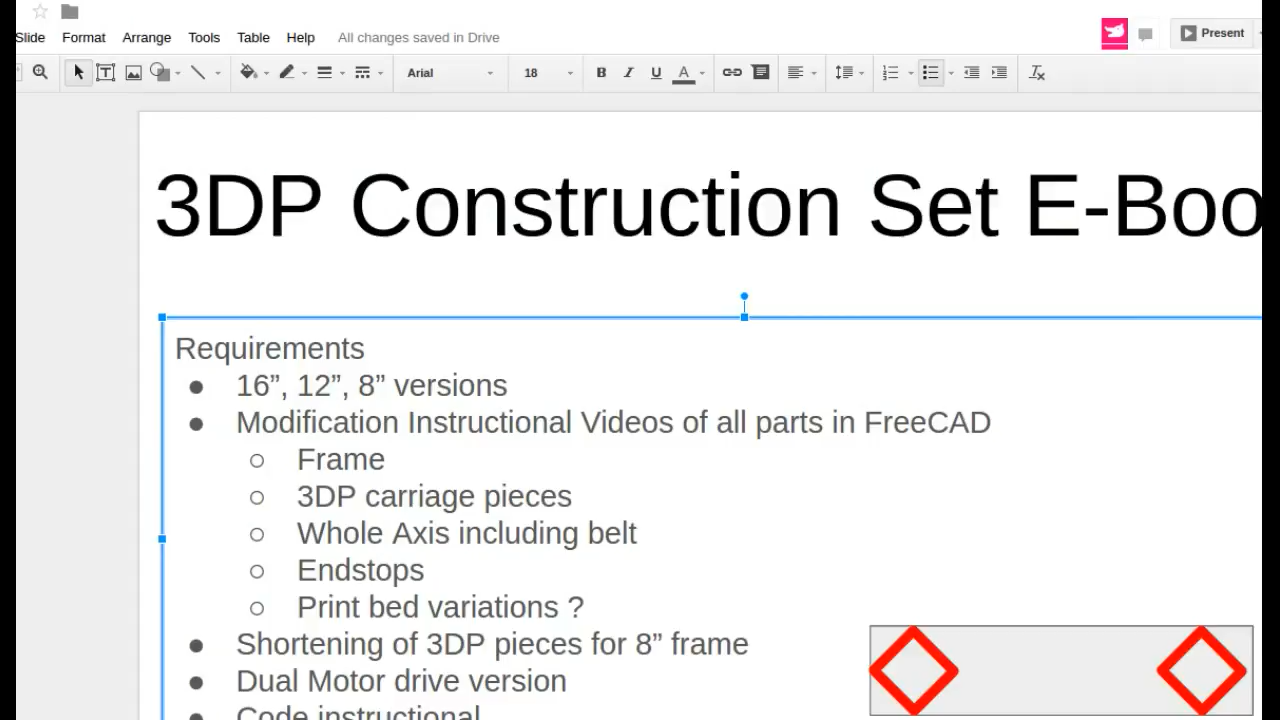 Slide Format Arrange Tools Table Help All changes saved in Drive
Present
Arial 18 B I U A
3DP Construction Set E-Boo
Requirements
● 16”, 12”, 8” versions
● Modification Instructional Videos of all parts in FreeCAD
○ Frame
○ 3DP carriage pieces
○ Whole Axis including belt
○ Endstops
○ Print bed variations ?
● Shortening of 3DP pieces for 8” frame
● Dual Motor drive version
● Code instructional